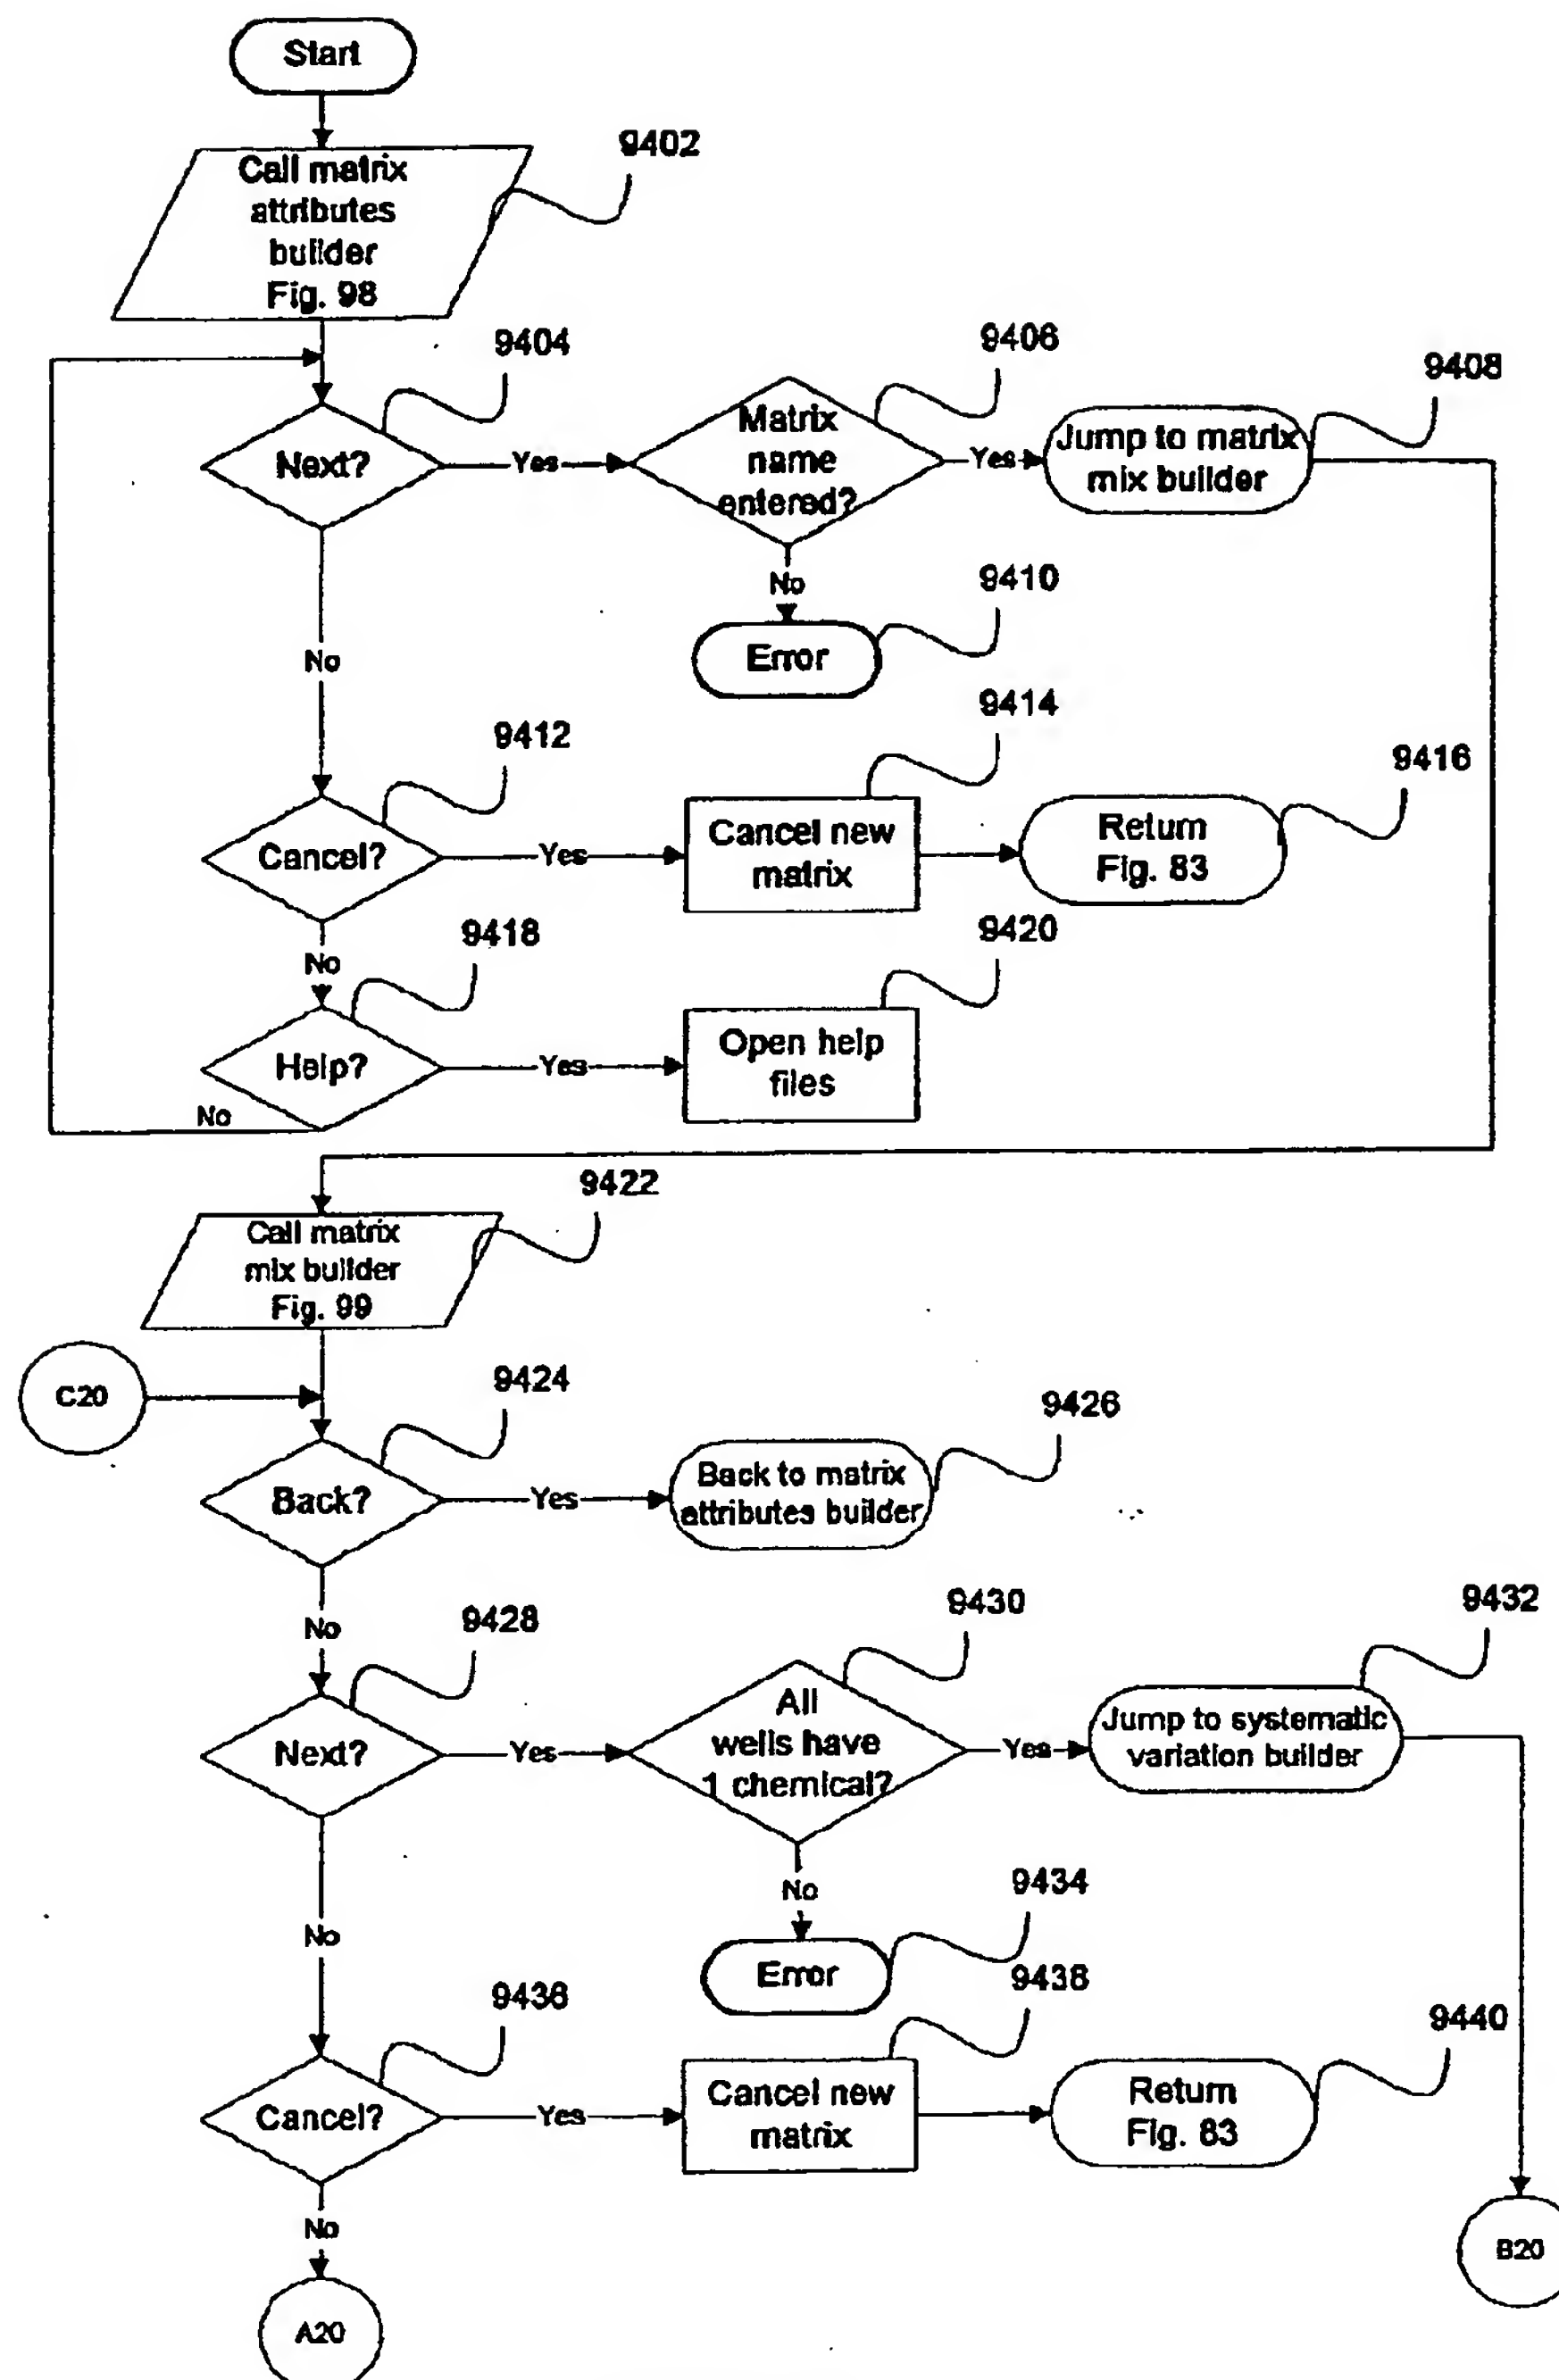 Start
Call matrix
attributes
builder
Fig. 98
9402
9404
Next?
Yes
9406
Matrix
name
entered?
Yes
9408
Jump to matrix
mix builder
No
9410
Error
No
9412
Cancel?
Yes
9414
Cancel new
matrix
9416
Return
Fig. 83
No
9418
Help?
Yes
9420
Open help
files
No
9422
Call matrix
mix builder
Fig. 99
C20
9424
Back?
Yes
9426
Back to matrix
attributes builder
No
9428
Next?
Yes
9430
All
wells have
1 chemical?
Yes
9432
Jump to systematic
variation builder
No
9434
Error
No
9436
Cancel?
Yes
9438
Cancel new
matrix
9440
Return
Fig. 83
No
B20
A20